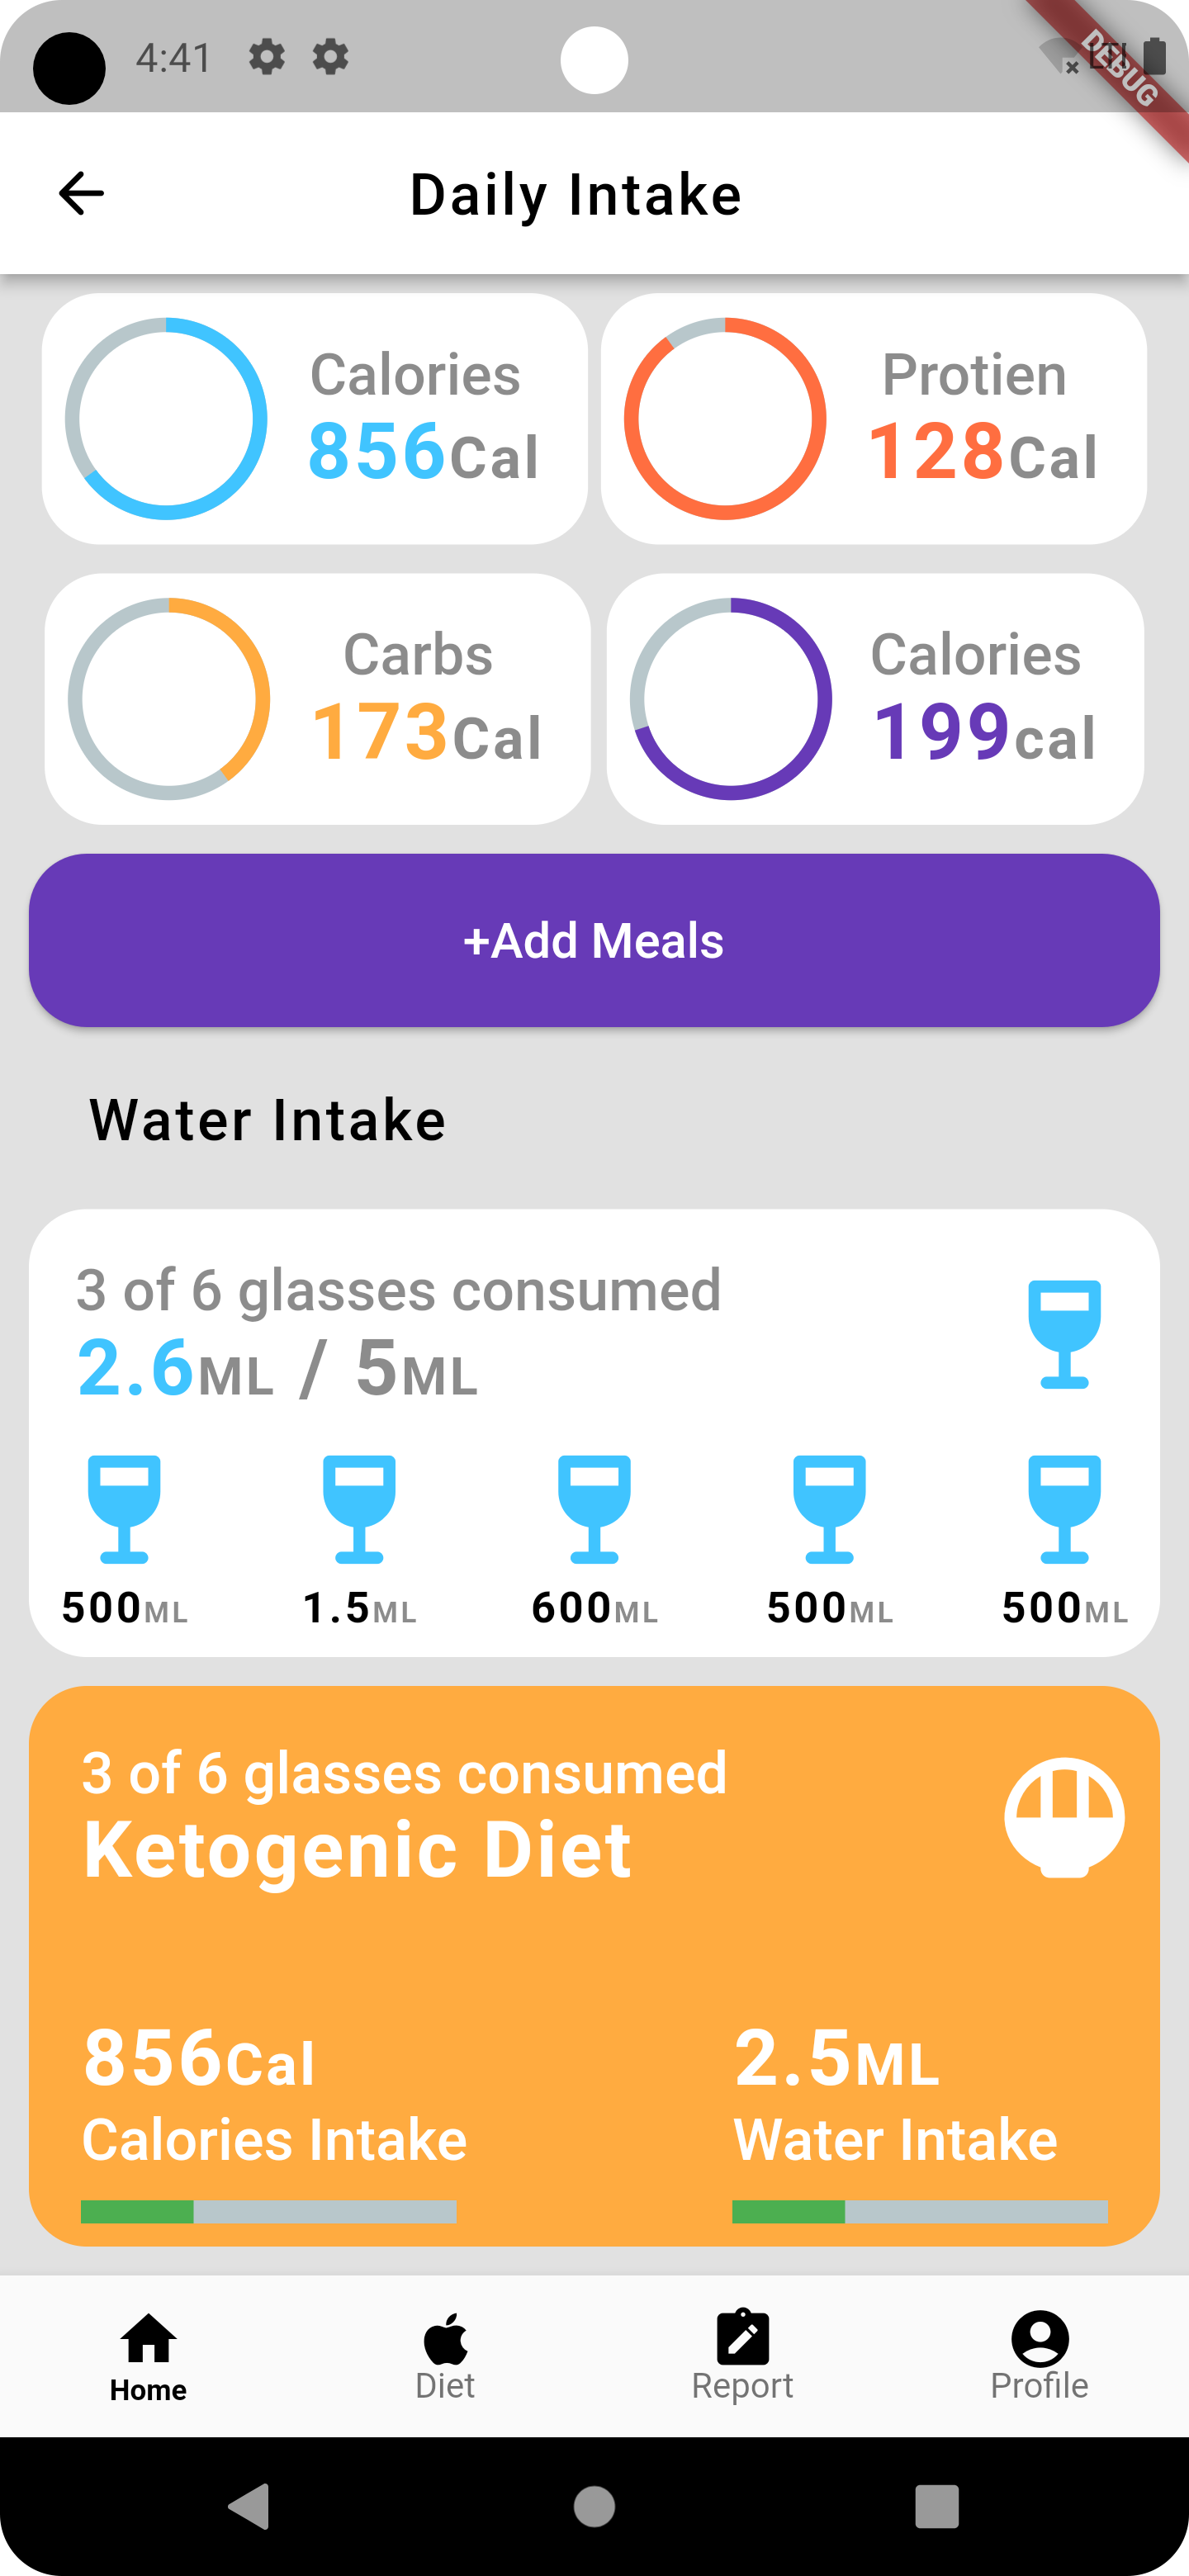 4:41
DEBUG
Daily Intake
Calories
856Cal
Protien
128Cal
Carbs
173Cal
Calories
199cal
+Add Meals
Water Intake
3 of 6 glasses consumed
2.6ML / 5ML
500ML 1.5ML 600ML 500ML 500ML
3 of 6 glasses consumed
Ketogenic Diet
856Cal
Calories Intake
2.5ML
Water Intake
Home Diet Report Profile